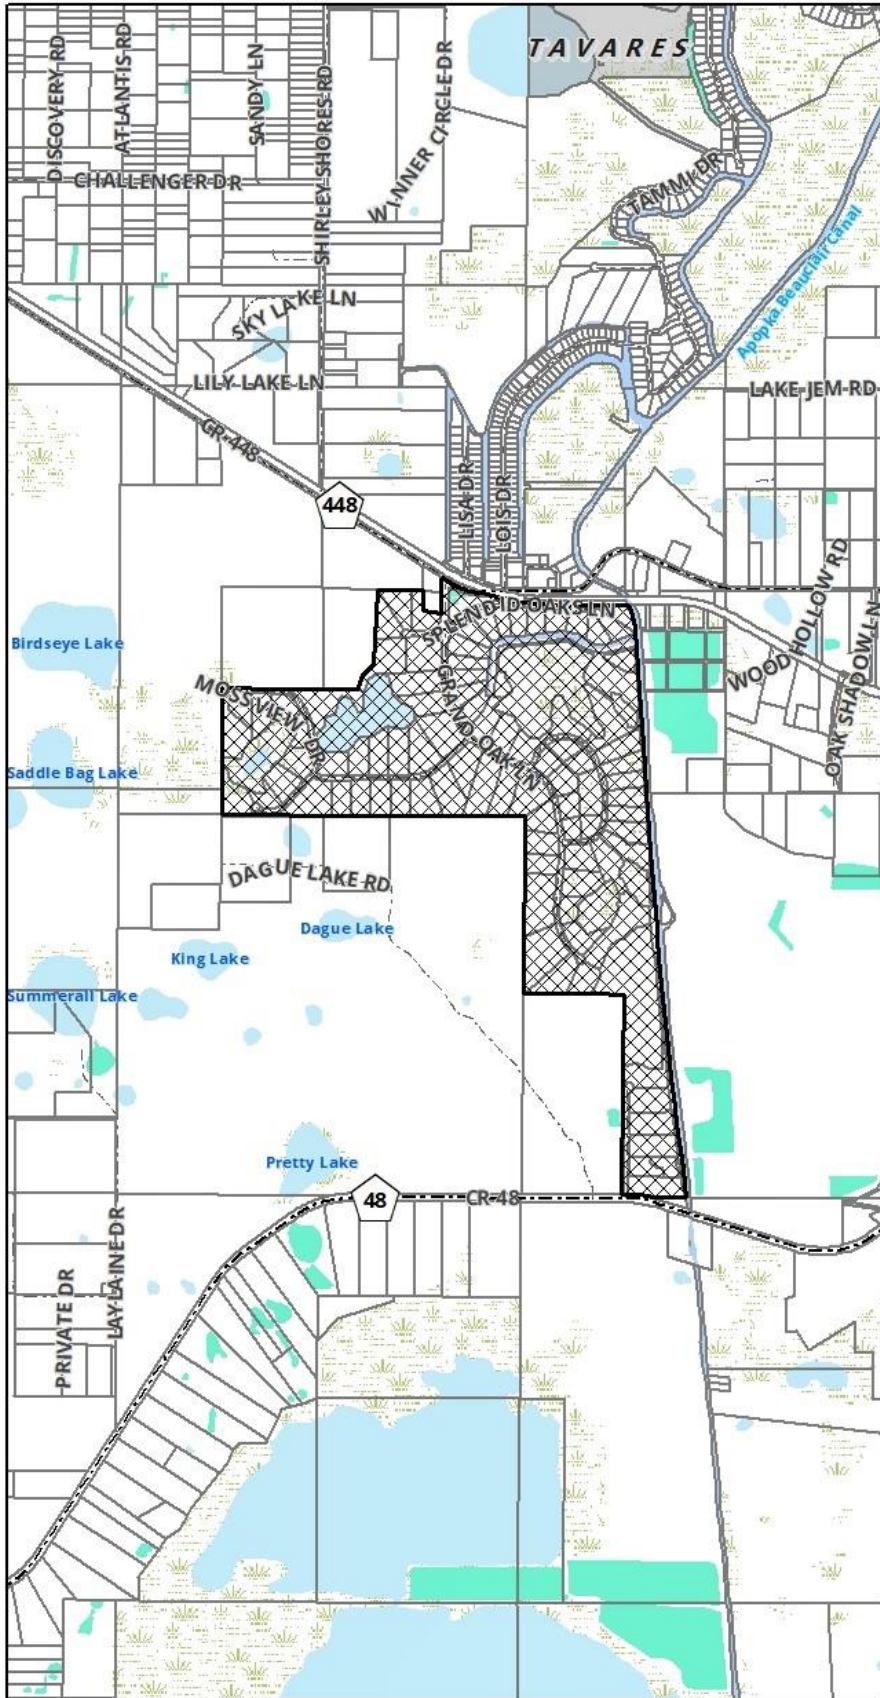 TAVARES
DISCOVERY RD
ATLANTIS RD
SANDY LN
SHIRLEY SHORES RD
WINNER CIRCLE DR
CHALLENGER DR
TAMMI DR
Apopka Beauclair Canal
SKY LAKE LN
LILY LAKE LN
LAKE JEM RD
CR-448
448
LISA DR
LOIS DR
SPLENDID OAKS LN
WOOD HOLLOW RD
OAK SHADOW LN
Birdseye Lake
MOSS VIEW DR
GRAND OAK LN
Saddle Bag Lake
DAGUE LAKE RD
Dague Lake
King Lake
Summerall Lake
Pretty Lake
48
CR-48
LAYLAINE DR
PRIVATE DR